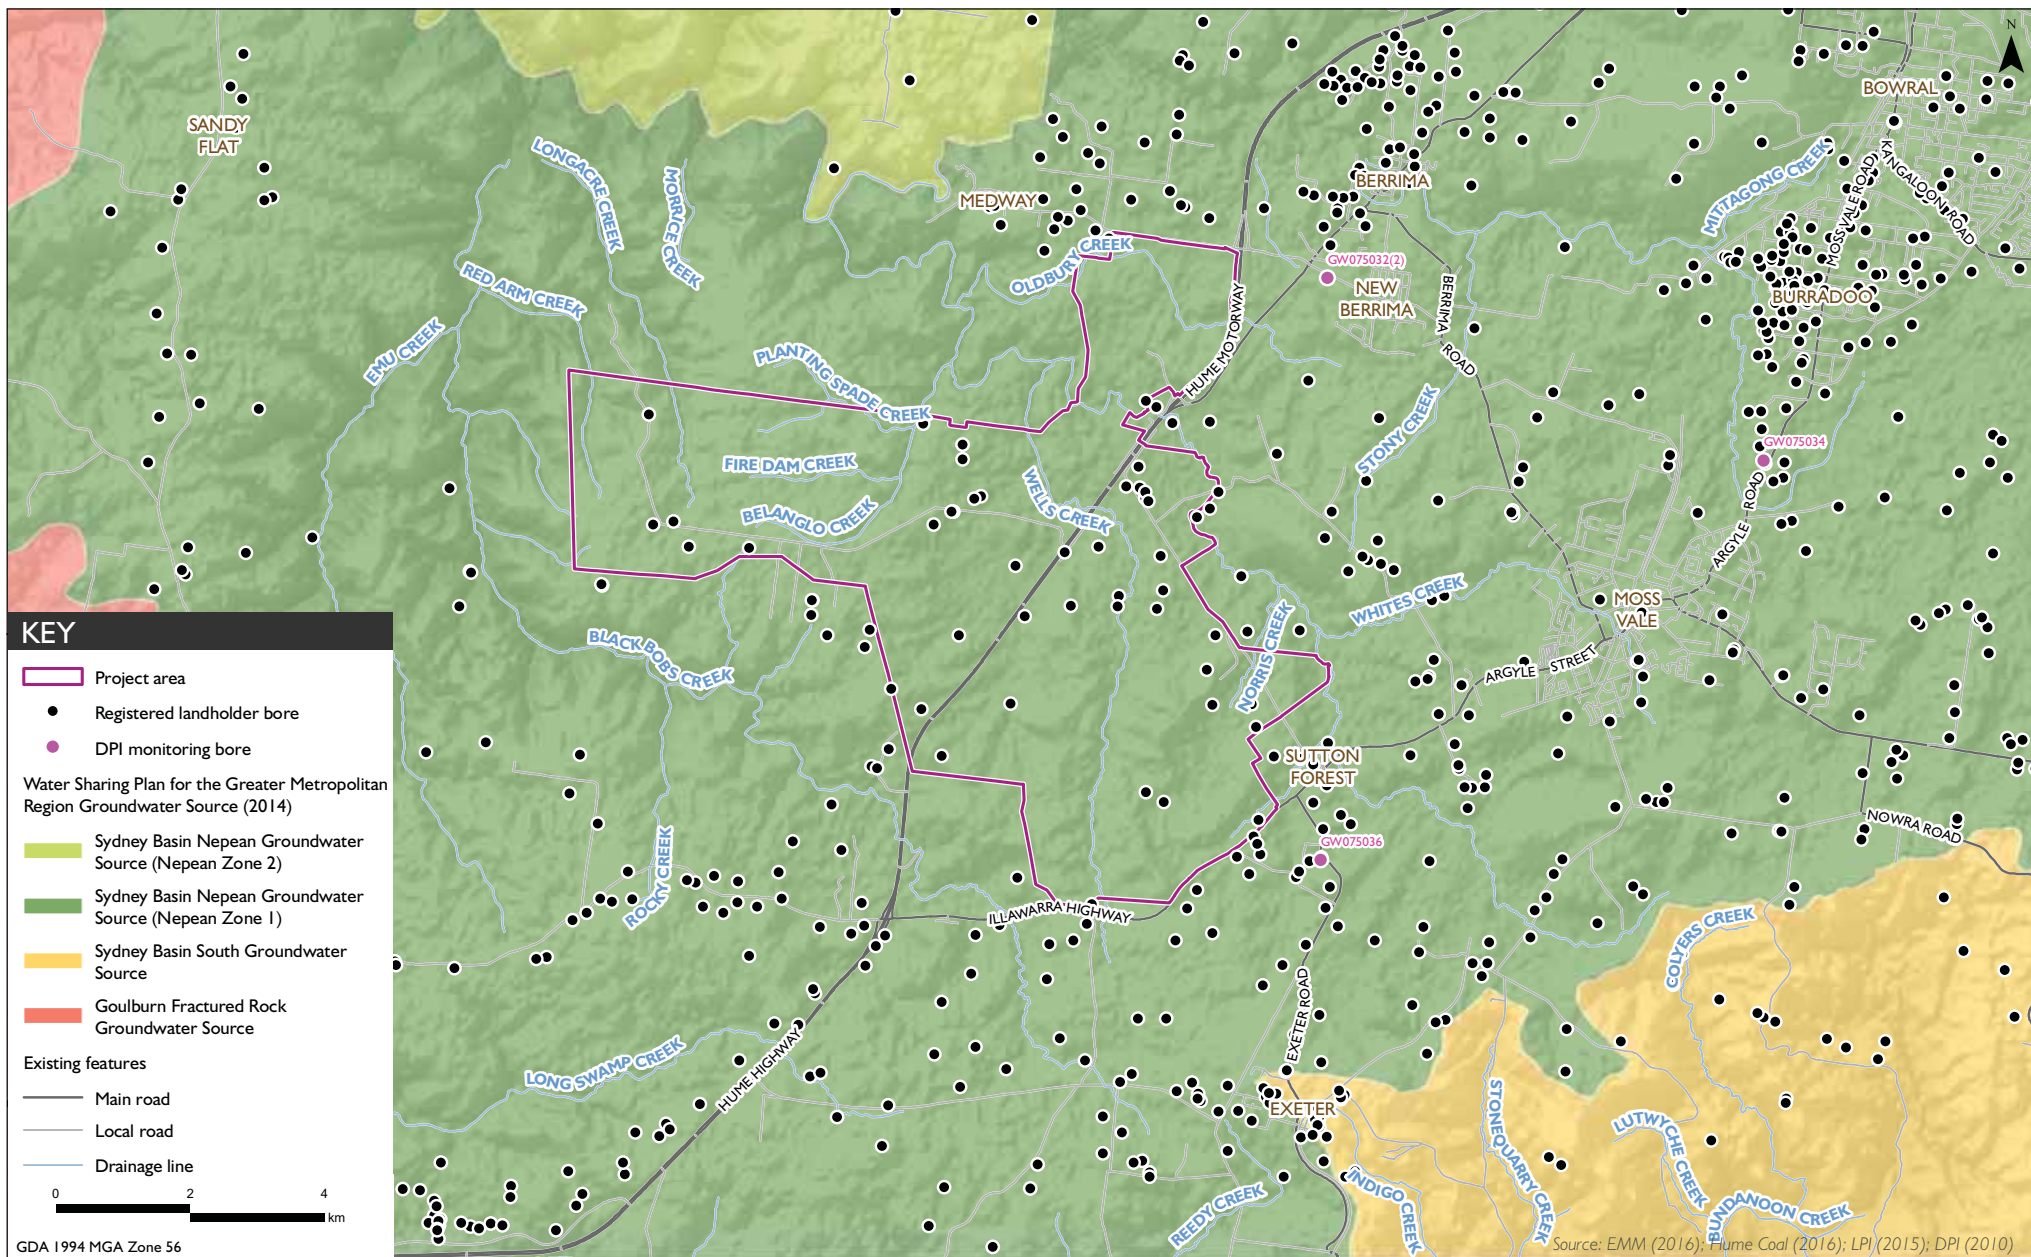 N
BOWRAL
SANDY
FLAT
LONGACRE CREEK
MORRICE CREEK
MEDWAY
BERRIMA
MITTAGONG CREEK
MOSS VALE ROAD
KANGALOON ROAD
OLDBURY CREEK
RED ARM CREEK
GW075032(2)
NEW
BERRIMA
BERRIMA ROAD
BURRADOO
EMU CREEK
PLANTING SPADE CREEK
HUME MOTORWAY
STONY CREEK
GW075034
FIRE DAM CREEK
WELLS CREEK
BELANGLO CREEK
ARGYLE ROAD
WHITES CREEK
MOSS
VALE
NORRIS CREEK
BLACK BOBS CREEK
ARGYLE STREET
SUTTON
FOREST
GW075036
NOWRA ROAD
ROCKY CREEK
ILLAWARRA HIGHWAY
COLYERS CREEK
EXETER ROAD
LONG SWAMP CREEK
HUME HIGHWAY
EXETER
STONEQUARRY CREEK
LUTWYCHE CREEK
INDIGO CREEK
REEDY CREEK
BUNDANOON CREEK
KEY
Project area
Registered landholder bore
DPI monitoring bore
Water Sharing Plan for the Greater Metropolitan
Region Groundwater Source (2014)
Sydney Basin Nepean Groundwater
Source (Nepean Zone 2)
Sydney Basin Nepean Groundwater
Source (Nepean Zone 1)
Sydney Basin South Groundwater
Source
Goulburn Fractured Rock
Groundwater Source
Existing features
Main road
Local road
Drainage line
0 2 4
km
GDA 1994 MGA Zone 56
Source: EMM (2016); Hume Coal (2016); LPI (2015); DPI (2010)